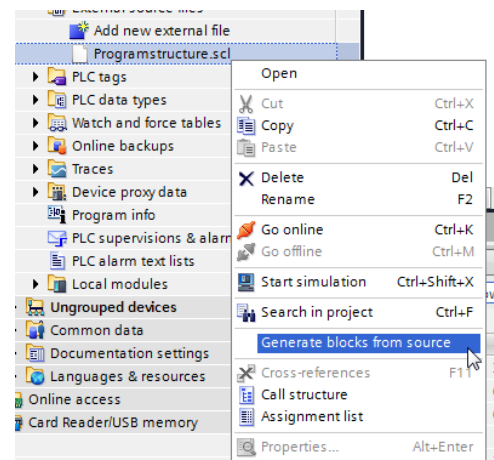 External source files
Add new external file
Programstructure.scl
PLC tags
PLC data types
Watch and force tables
Online backups
Traces
Device proxy data
Program info
PLC supervisions & alarm
PLC alarm text lists
Local modules
Ungrouped devices
Common data
Documentation settings
Languages & resources
Online access
Card Reader/USB memory
Open
Cut Ctrl+X
Copy Ctrl+C
Paste Ctrl+V
Delete Del
Rename F2
Go online Ctrl+K
Go offline Ctrl+M
Start simulation Ctrl+Shift+X
Search in project Ctrl+F
Generate blocks from source
Cross-references F11
Call structure
Assignment list
Properties... Alt+Enter